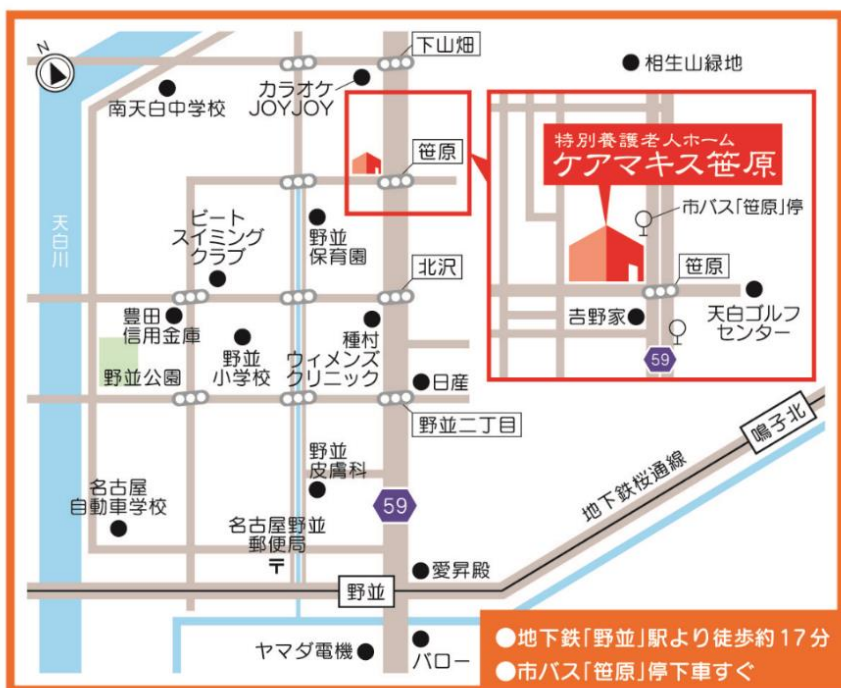 N
下山畑
カラオケ
JOYJOY
南天白中学校
相生山緑地
笹原
特別養護老人ホーム
ケアマキス笹原
市バス「笹原」停
笹原
吉野家
天白ゴルフ
センター
59
天白川
ビート
スイミング
クラブ
野並
保育園
北沢
豊田
信用金庫
野並
小学校
種村
ウィメンズ
クリニック
野並公園
日産
野並二丁目
鳴子北
地下鉄桜通線
野並
皮膚科
59
名古屋
自動車学校
名古屋野並
郵便局
〒
愛昇殿
野並
ヤマダ電機
バロー
●地下鉄「野並」駅より徒歩約17分
●市バス「笹原」停下車すぐ